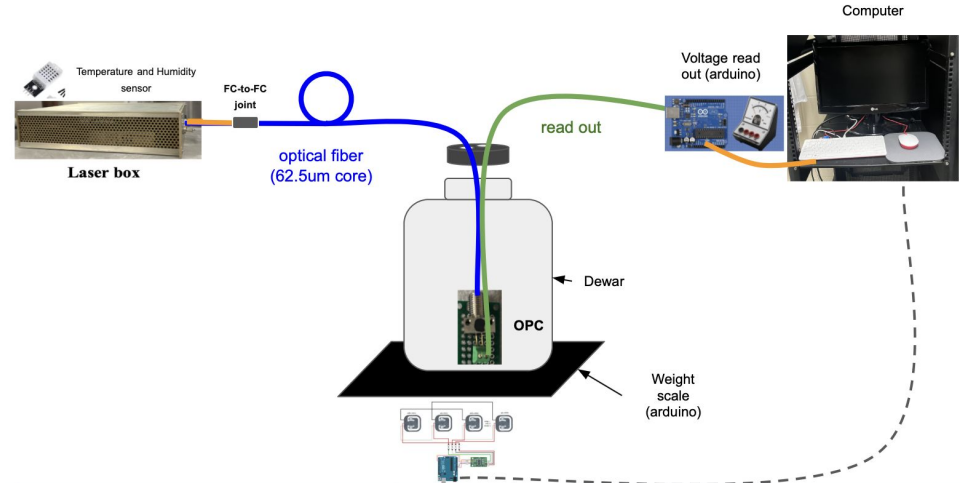 Computer
Temperature and Humidity
sensor
FC-to-FC
joint
Voltage read
out (arduino)
read out
optical fiber
(62.5um core)
Laser box
Dewar
OPC
Weight
scale
(arduino)